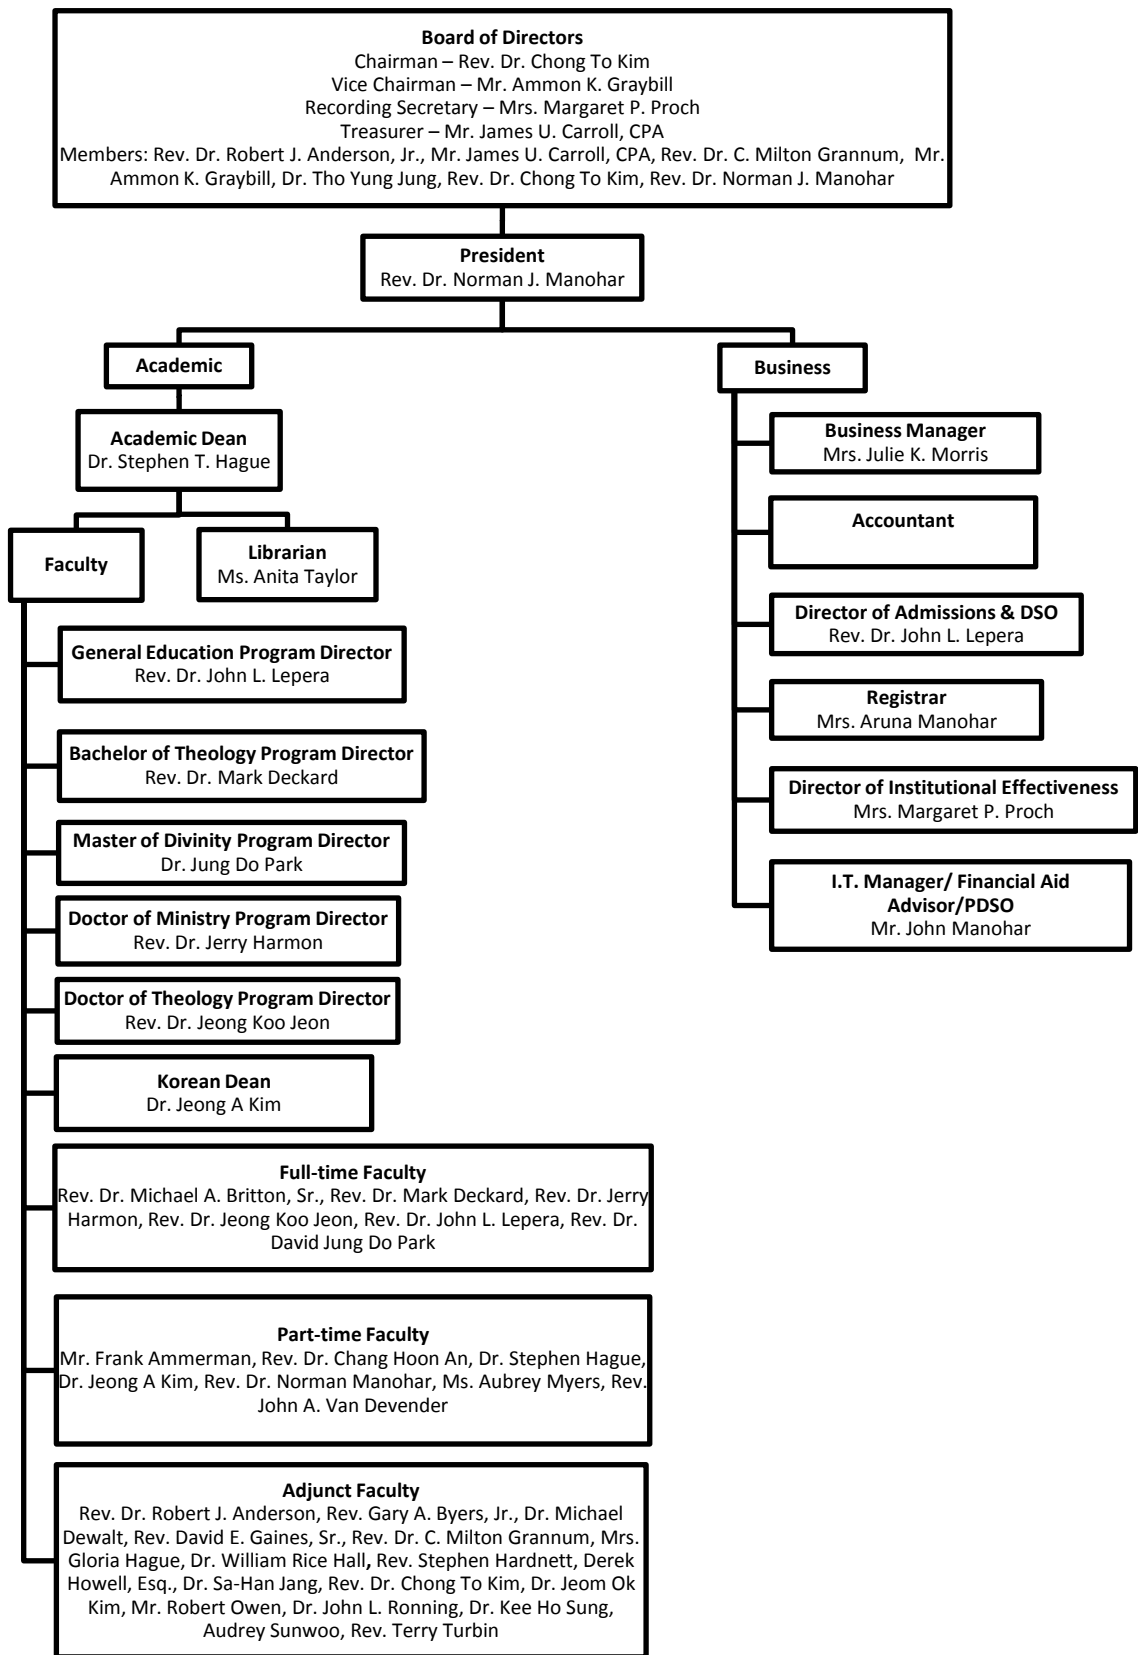 Board of Directors
Chairman – Rev. Dr. Chong To Kim
Vice Chairman – Mr. Ammon K. Graybill
Recording Secretary – Mrs. Margaret P. Proch
Treasurer – Mr. James U. Carroll, CPA
Members: Rev. Dr. Robert J. Anderson, Jr., Mr. James U. Carroll, CPA, Rev. Dr. C. Milton Grannum, Mr.
Ammon K. Graybill, Dr. Tho Yung Jung, Rev. Dr. Chong To Kim, Rev. Dr. Norman J. Manohar
President
Rev. Dr. Norman J. Manohar
Academic
Academic Dean
Dr. Stephen T. Hague
Faculty
Librarian
Ms. Anita Taylor
General Education Program Director
Rev. Dr. John L. Lepera
Bachelor of Theology Program Director
Rev. Dr. Mark Deckard
Master of Divinity Program Director
Dr. Jung Do Park
Doctor of Ministry Program Director
Rev. Dr. Jerry Harmon
Doctor of Theology Program Director
Rev. Dr. Jeong Koo Jeon
Korean Dean
Dr. Jeong A Kim
Full-time Faculty
Rev. Dr. Michael A. Britton, Sr., Rev. Dr. Mark Deckard, Rev. Dr. Jerry
Harmon, Rev. Dr. Jeong Koo Jeon, Rev. Dr. John L. Lepera, Rev. Dr.
David Jung Do Park
Part-time Faculty
Mr. Frank Ammerman, Rev. Dr. Chang Hoon An, Dr. Stephen Hague,
Dr. Jeong A Kim, Rev. Dr. Norman Manohar, Ms. Aubrey Myers, Rev.
John A. Van Devender
Adjunct Faculty
Rev. Dr. Robert J. Anderson, Rev. Gary A. Byers, Jr., Dr. Michael
Dewalt, Rev. David E. Gaines, Sr., Rev. Dr. C. Milton Grannum, Mrs.
Gloria Hague, Dr. William Rice Hall, Rev. Stephen Hardnett, Derek
Howell, Esq., Dr. Sa-Han Jang, Rev. Dr. Chong To Kim, Dr. Jeom Ok
Kim, Mr. Robert Owen, Dr. John L. Ronning, Dr. Kee Ho Sung,
Audrey Sunwoo, Rev. Terry Turbin
Business
Business Manager
Mrs. Julie K. Morris
Accountant
Director of Admissions & DSO
Rev. Dr. John L. Lepera
Registrar
Mrs. Aruna Manohar
Director of Institutional Effectiveness
Mrs. Margaret P. Proch
I.T. Manager/ Financial Aid
Advisor/PDSO
Mr. John Manohar